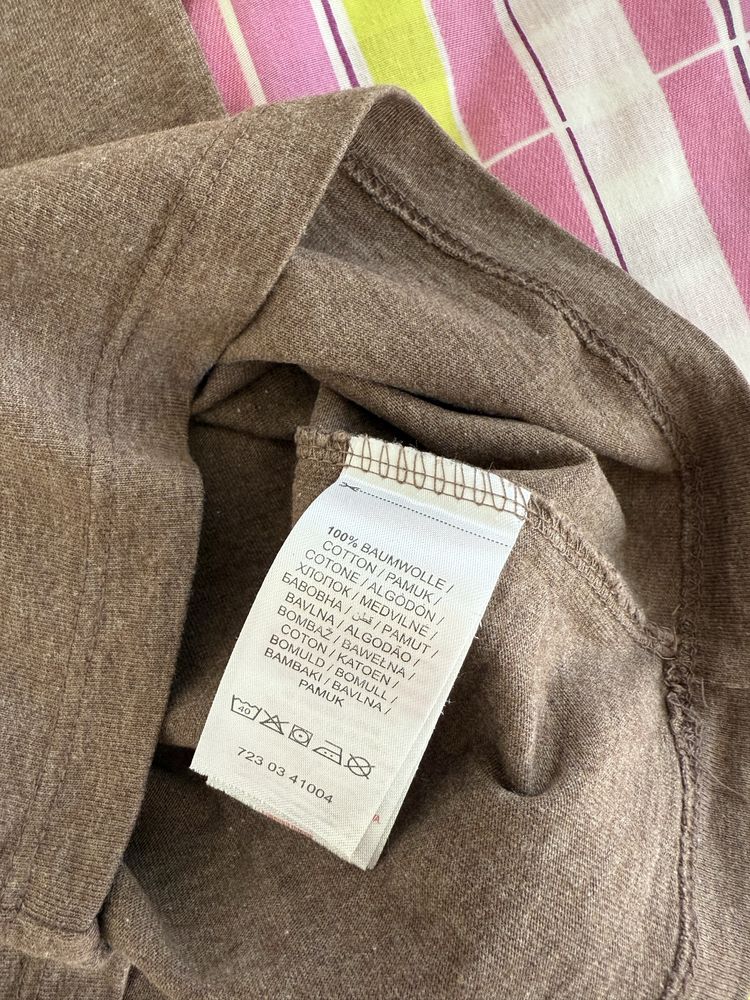 100% BAUMWOLLE /
COTTON / PAMUK /
COTONE / ALGODÓN /
ХЛОПОК / MEDVILNĖ /
БАВОВНА / قطن / PAMUT /
BAVLNA / ALGODÃO /
BOMBAŽ / BAWEŁNA /
COTON / KATOEN /
BOMULD / BOMULL /
BAMBAKI / BAVLNA /
PAMUK
40
723 03 41004